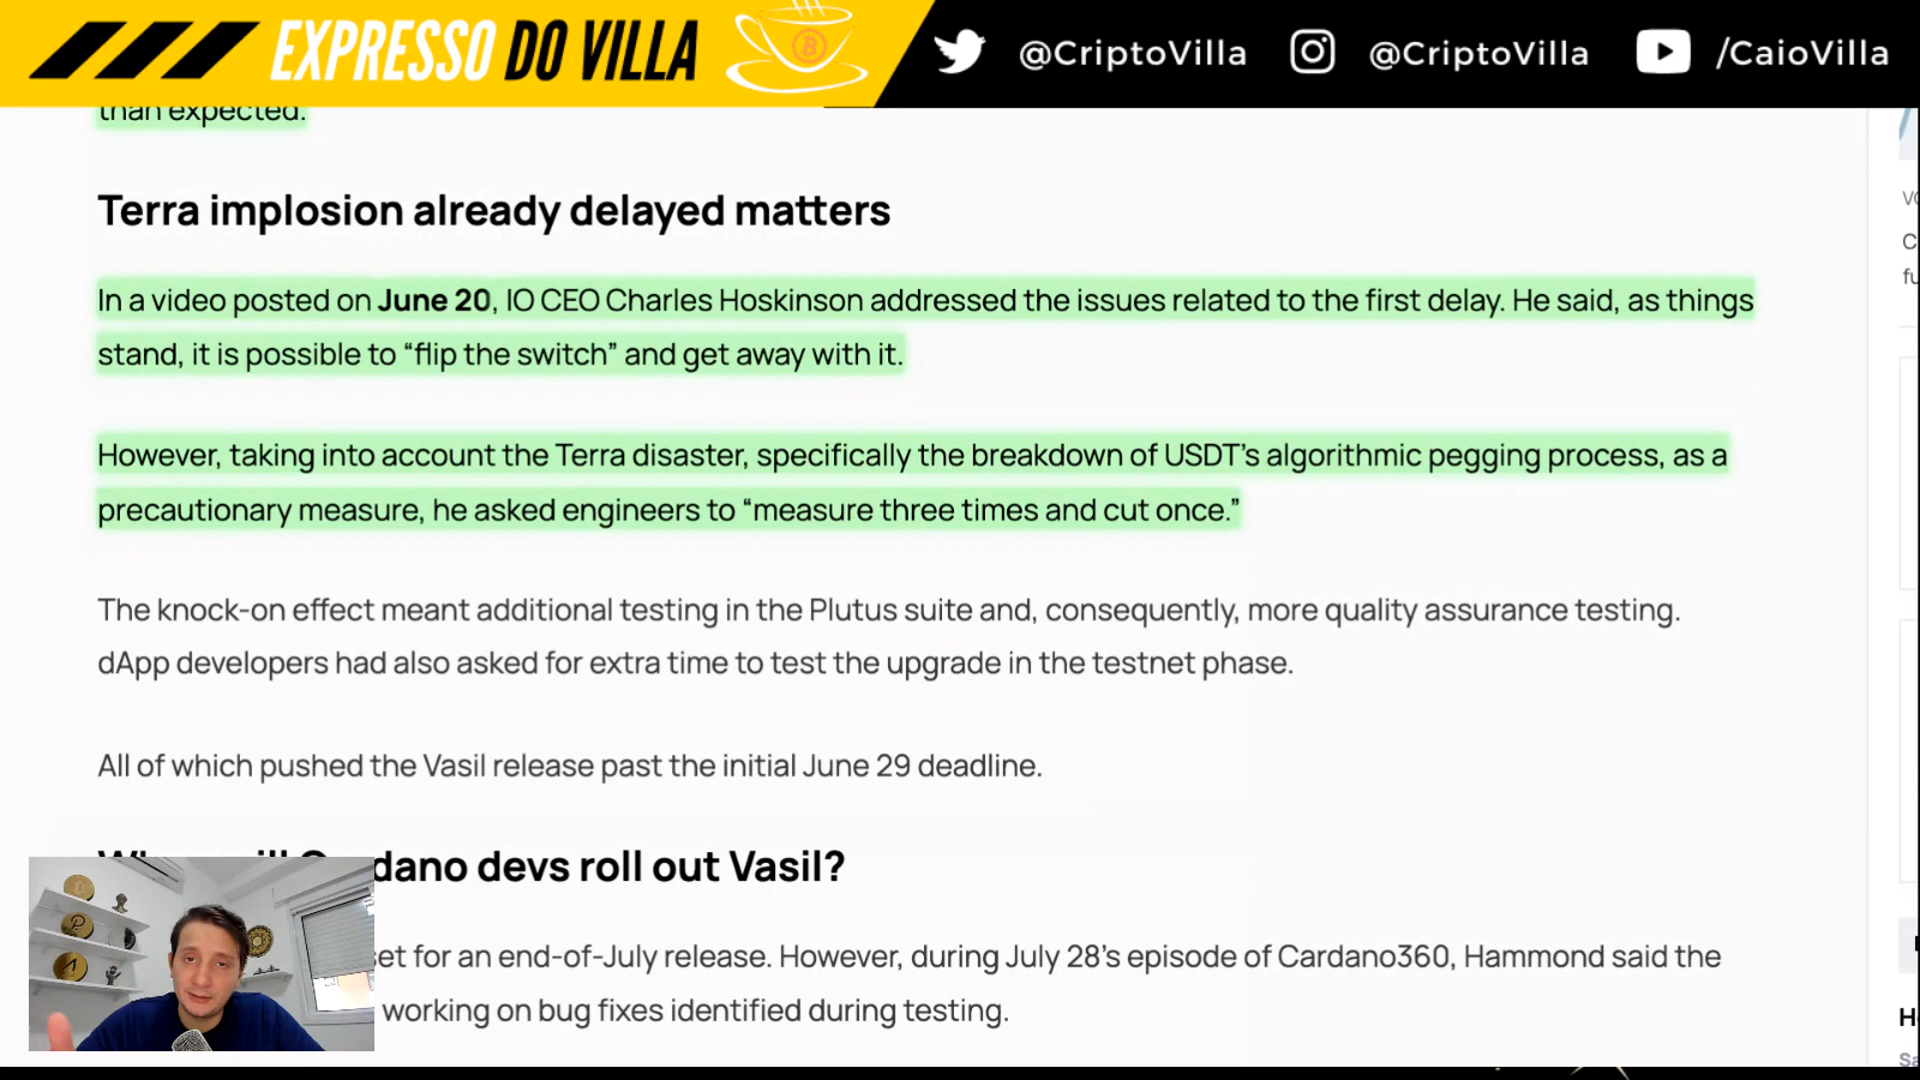 EXPRESSO DO VILLA
@CriptoVilla
@CriptoVilla
/CaioVilla
than expected.
Terra implosion already delayed matters
In a video posted on June 20, IO CEO Charles Hoskinson addressed the issues related to the first delay. He said, as things
stand, it is possible to “flip the switch” and get away with it.
However, taking into account the Terra disaster, specifically the breakdown of USDT’s algorithmic pegging process, as a
precautionary measure, he asked engineers to “measure three times and cut once.”
The knock-on effect meant additional testing in the Plutus suite and, consequently, more quality assurance testing.
dApp developers had also asked for extra time to test the upgrade in the testnet phase.
All of which pushed the Vasil release past the initial June 29 deadline.
devs roll out Vasil?
for an end-of-July release. However, during July 28’s episode of Cardano360, Hammond said the
working on bug fixes identified during testing.